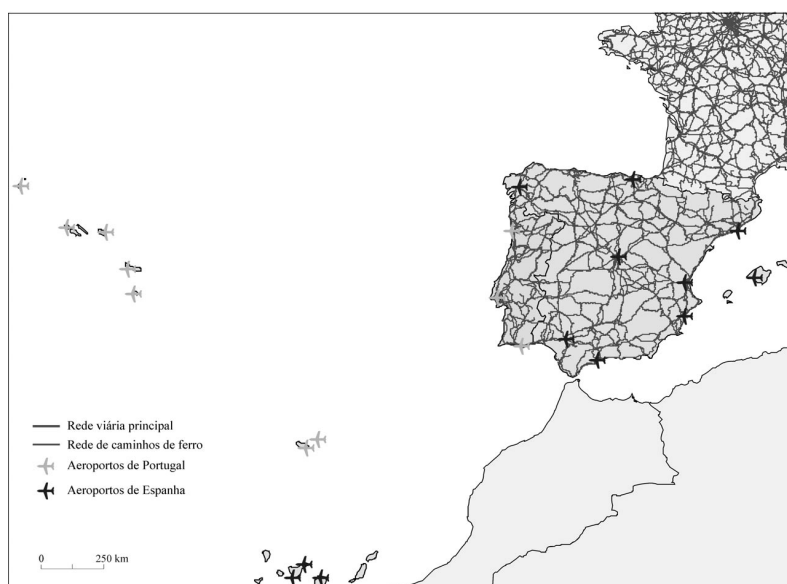 Rede viária principal
Rede de caminhos de ferro
Aeroportos de Portugal
Aeroportos de Espanha
0 250 km